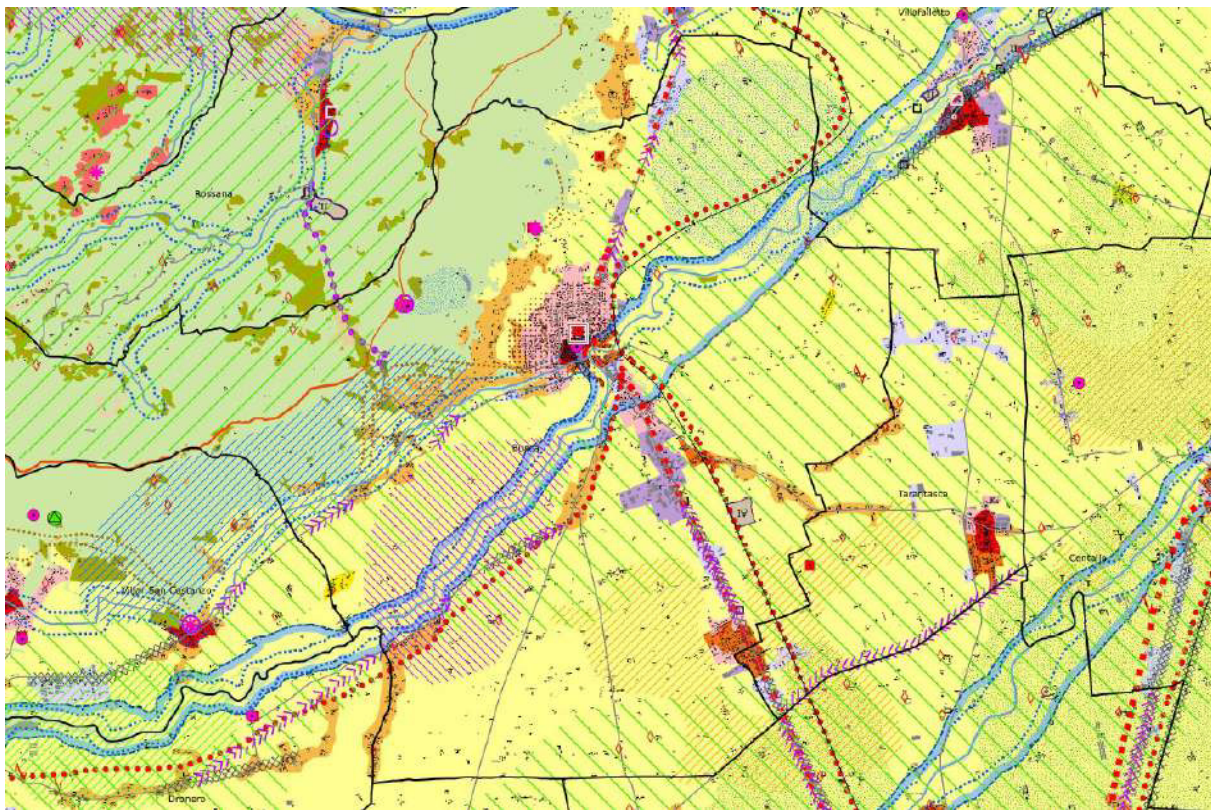 Villafalletto
Rossana
Busca
Tarantasca
Centallo
Villar San Costanzo
Dronero